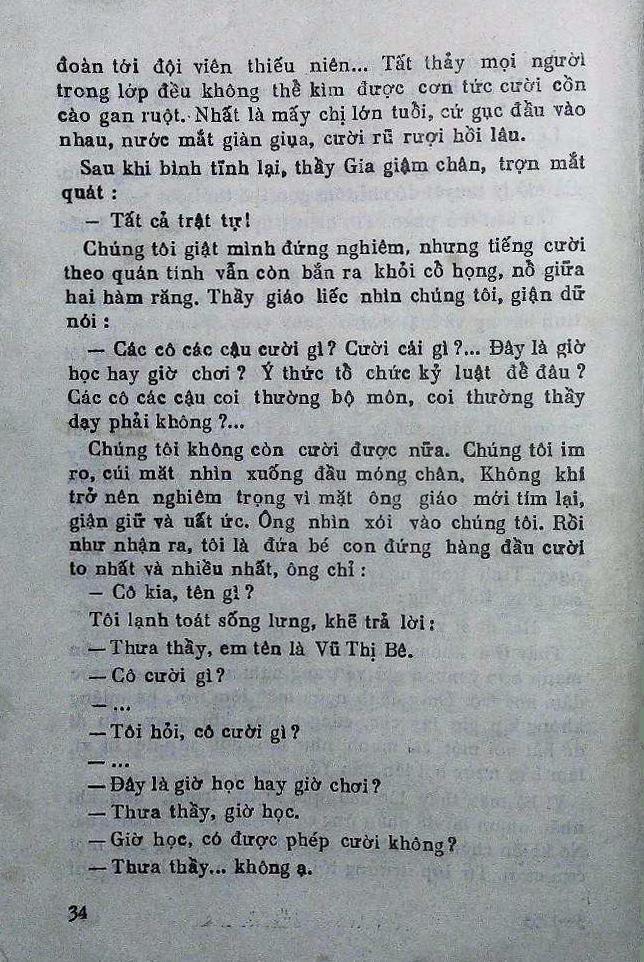 đoàn tới đội viên thiếu niên... Tất thảy mọi người
trong lớp đều không thể kìm được cơn tức cười cồn
cào gan ruột. Nhất là mấy chị lớn tuổi, cứ gục đầu vào
nhau, nước mắt giàn giụa, cười rũ rượi hồi lâu.
Sau khi bình tĩnh lại, thầy Gia giậm chân, trợn mắt
quát :
— Tất cả trật tự!
Chúng tôi giật mình đứng nghiêm, nhưng tiếng cười
theo quán tính vẫn còn bắn ra khỏi cổ họng, nổ giữa
hai hàm răng. Thầy giáo liếc nhìn chúng tôi, giận dữ
nói :
— Các cô các cậu cười gì? Cười cái gì ?... Đây là giờ
học hay giờ chơi ? Ý thức tổ chức kỷ luật để đâu ?
Các cô các cậu coi thường bộ môn, coi thường thầy
dạy phải không ?...
Chúng tôi không còn cười được nữa. Chúng tôi im
ro, cúi mặt nhìn xuống đầu móng chân. Không khí
trở nên nghiêm trọng vì mặt ông giáo mới tím lại,
giận giữ và uất ức. Ông nhìn xói vào chúng tôi. Rồi
như nhận ra, tôi là đứa bé con đứng hàng đầu cười
to nhất và nhiều nhất, ông chỉ :
— Cô kia, tên gì ?
Tôi lạnh toát sống lưng, khẽ trả lời :
— Thưa thầy, em tên là Vũ Thị Bê.
— Cô cười gì?
— ...
— Tôi hỏi, cô cười gì?
— ...
— Đây là giờ học hay giờ chơi?
— Thưa thầy, giờ học.
— Giờ học, có được phép cười không?
— Thưa thầy... không ạ.
34